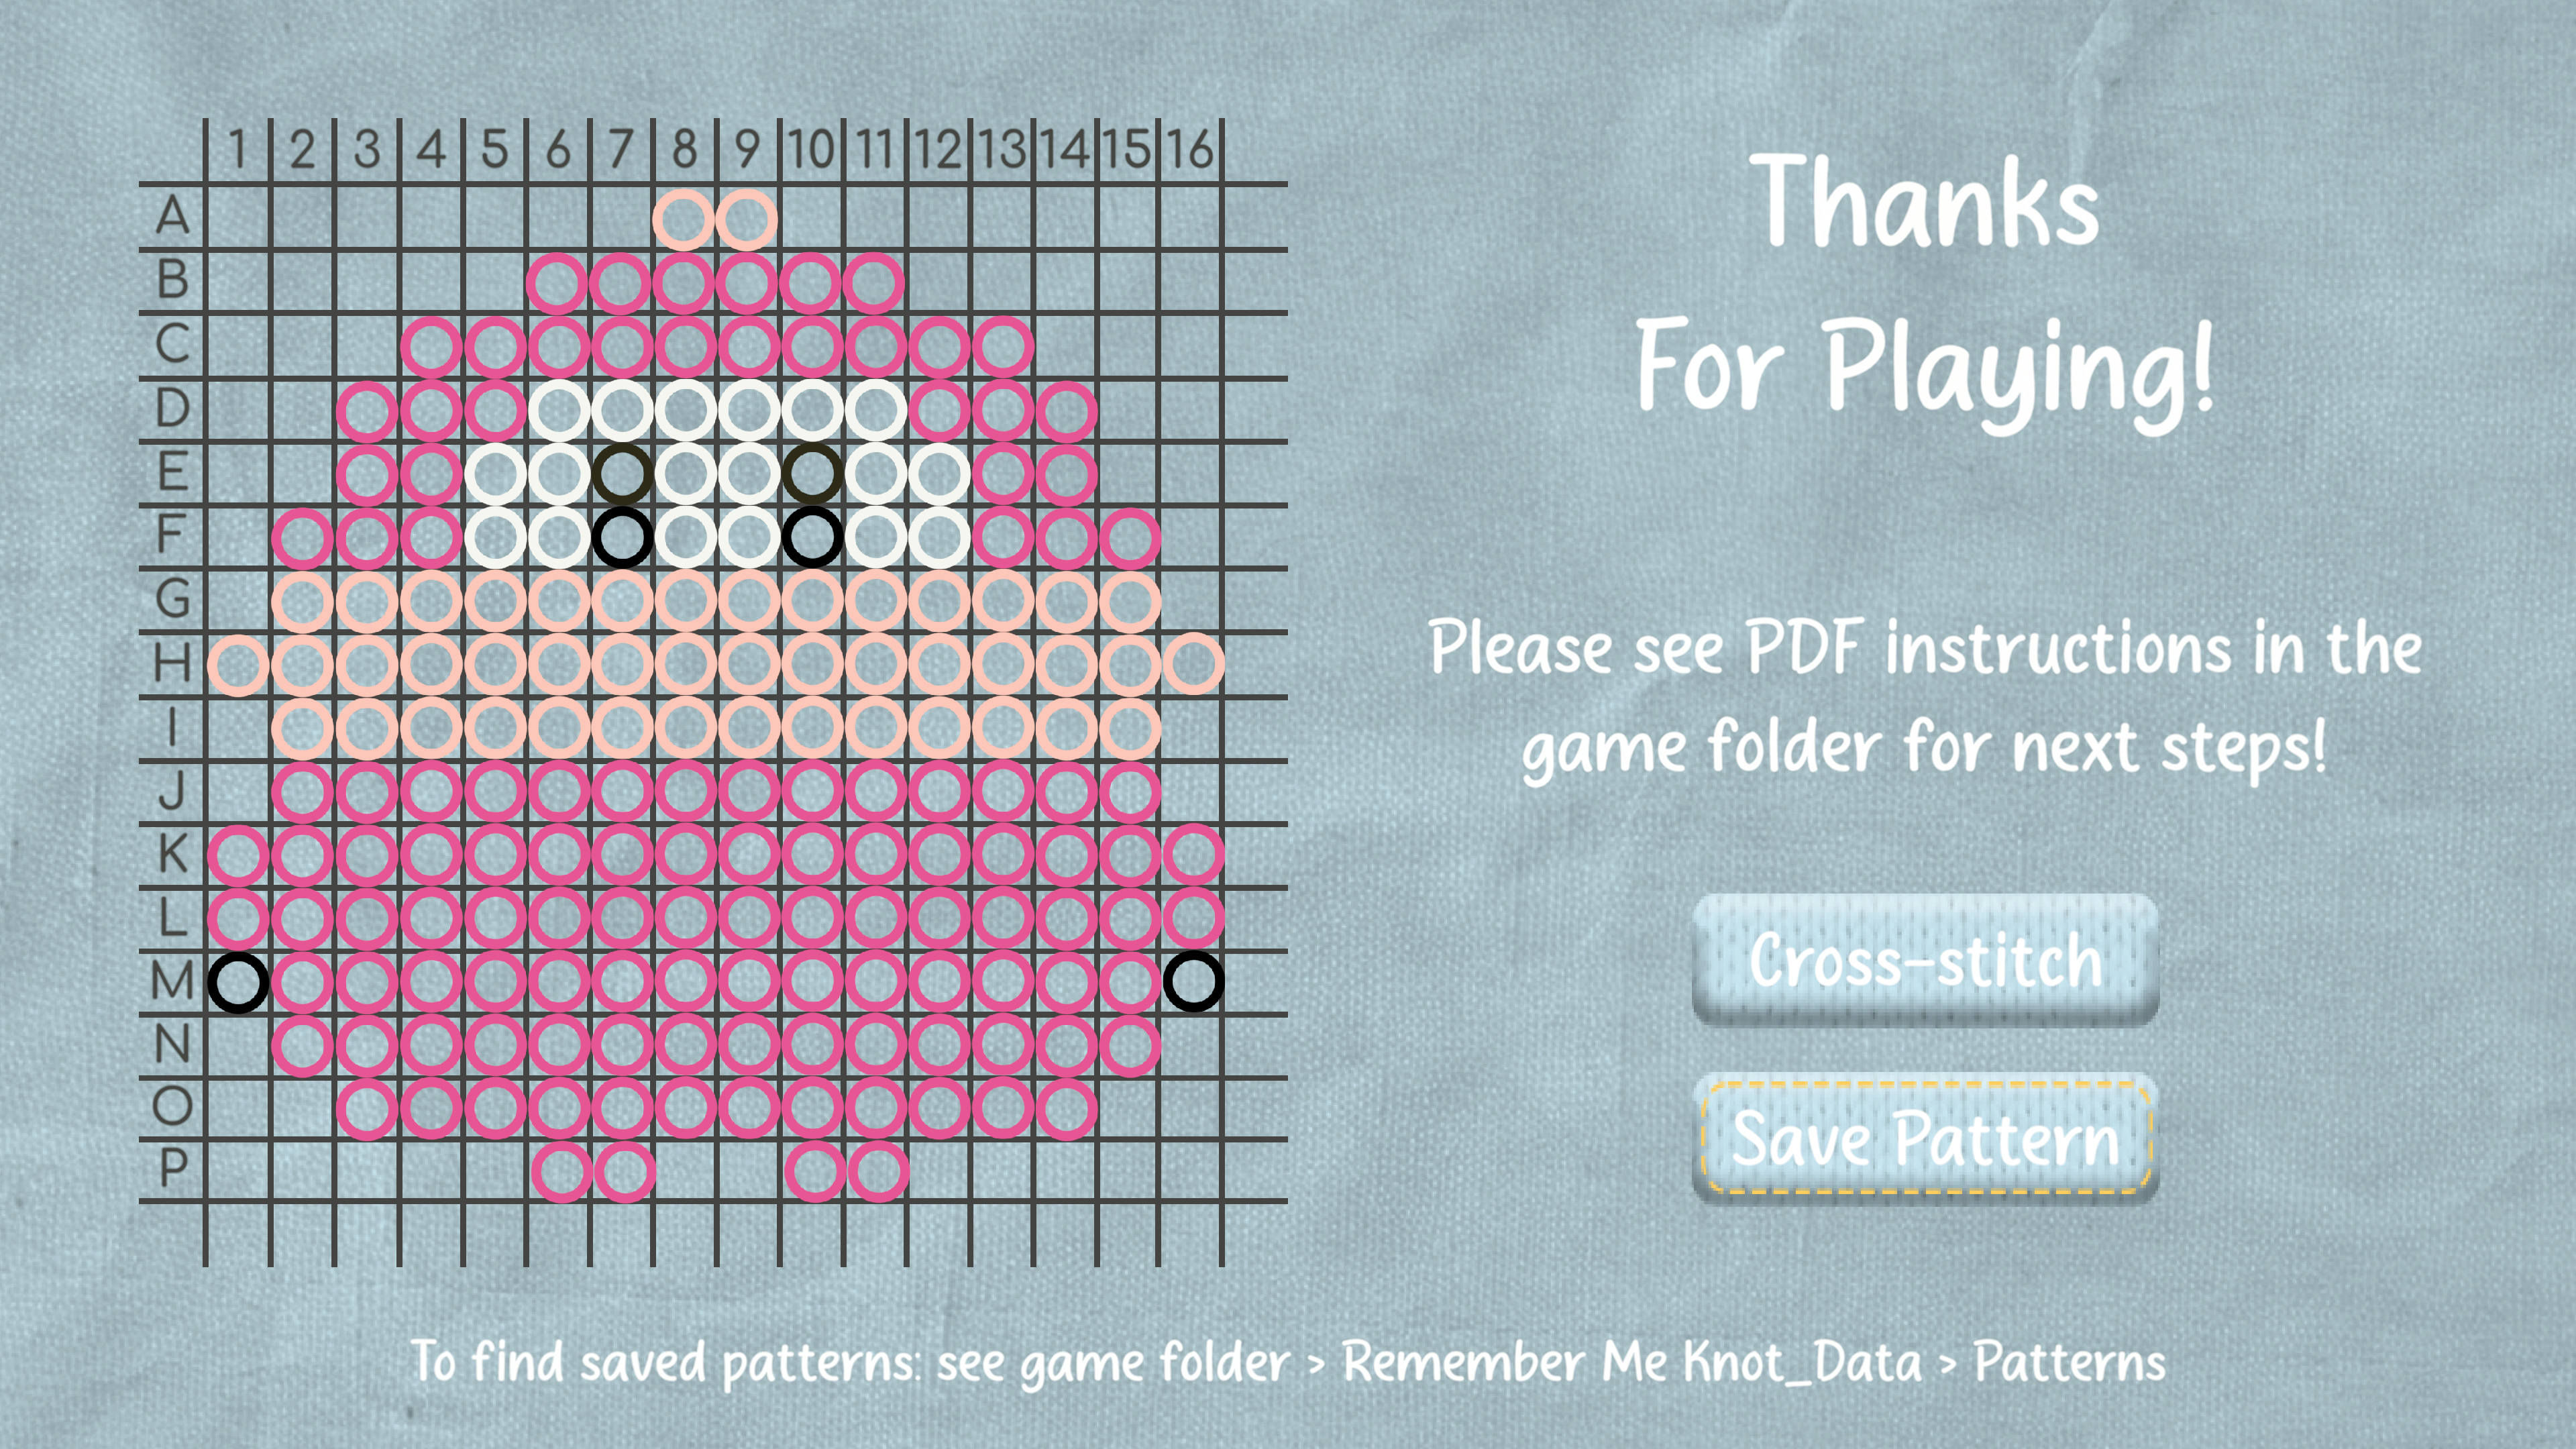 1 2 3 4 5 6 7 8 9 10 11 12 13 14 15 16
A
B
C
D
E
F
G
H
I
J
K
L
M
N
O
P
Thanks
For Playing!
Please see PDF instructions in the
game folder for next steps!
Cross-stitch
Save Pattern
To find saved patterns: see game folder > Remember Me Knot_Data > Patterns